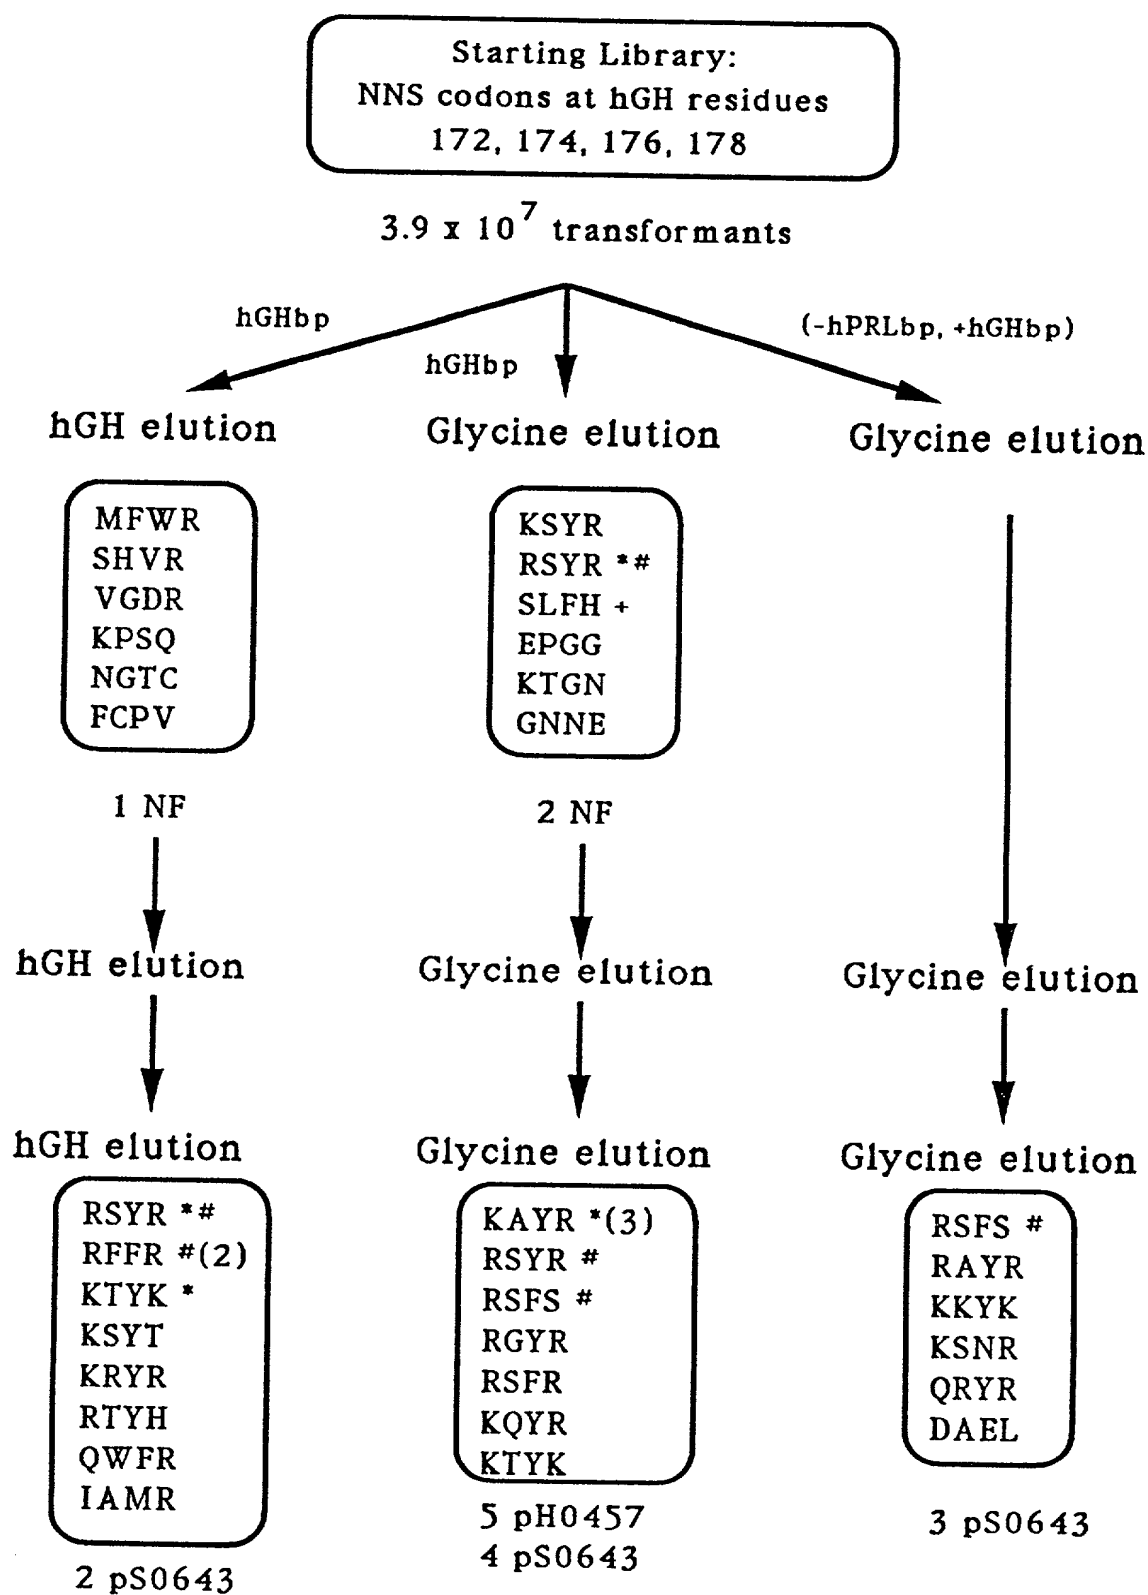 Starting Library:
NNS codons at hGH residues
172, 174, 176, 178
3.9 x 10^7 transformants
hGHbp
hGHbp
(-hPRLbp, +hGHbp)
hGH elution
MFWR
SHVR
VGDR
KPSQ
NGTC
FCPV
1 NF
Glycine elution
KSYR
RSYR *#
SLFH +
EPGG
KTGN
GNNE
2 NF
Glycine elution
hGH elution
Glycine elution
Glycine elution
hGH elution
RSYR *#
RFFR #(2)
KTYK *
KSYT
KRYR
RTYH
QWFR
IAMR
2 pS0643
Glycine elution
KAYR *(3)
RSYR #
RSFS #
RGYR
RSFR
KQYR
KTYK
5 pH0457
4 pS0643
Glycine elution
RSFS #
RAYR
KKYK
KSNR
QRYR
DAEL
3 pS0643